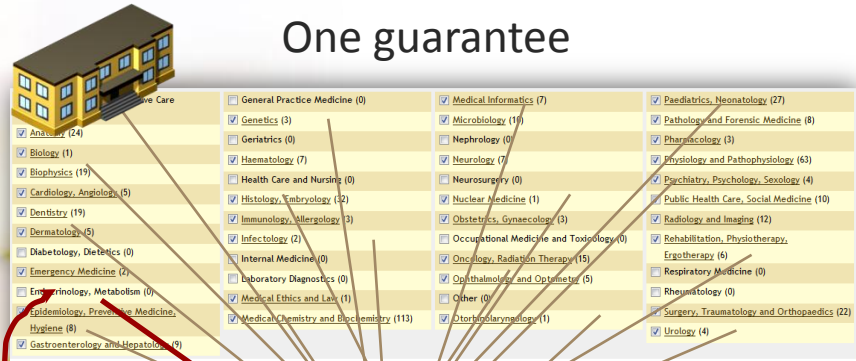 One guarantee
ve Care
Anatomy (24)
Biology (1)
Biophysics (19)
Cardiology, Angiology (5)
Dentistry (19)
Dermatology (5)
Diabetology, Dietetics (0)
Emergency Medicine (2)
Endocrinology, Metabolism (0)
Epidemiology, Preventive Medicine,
Hygiene (8)
Gastroenterology and Hepatology (9)
General Practice Medicine (0)
Genetics (3)
Geriatrics (0)
Haematology (7)
Health Care and Nursing (0)
Histology, Embryology (32)
Immunology, Allergology (3)
Infectology (2)
Internal Medicine (0)
Laboratory Diagnostics (0)
Medical Ethics and Law (1)
Medical Chemistry and Biochemistry (113)
Medical Informatics (7)
Microbiology
Nephrology (0)
Neurology (7)
Neurosurgery (0)
Nuclear Medicine (1)
Obstetrics, Gynaecology (3)
Occupational Medicine and Toxicology (0)
Oncology, Radiation Therapy (15)
Ophthalmology and Optometry (5)
Other (0)
Otorhinolaryngology (1)
Paediatrics, Neonatology (27)
Pathology and Forensic Medicine (8)
Pharmacology (3)
Physiology and Pathophysiology (63)
Psychiatry, Psychology, Sexology (4)
Public Health Care, Social Medicine (10)
Radiology and Imaging (12)
Rehabilitation, Physiotherapy,
Ergotherapy (6)
Respiratory Medicine (0)
Rheumatology (0)
Surgery, Traumatology and Orthopaedics (22)
Urology (4)